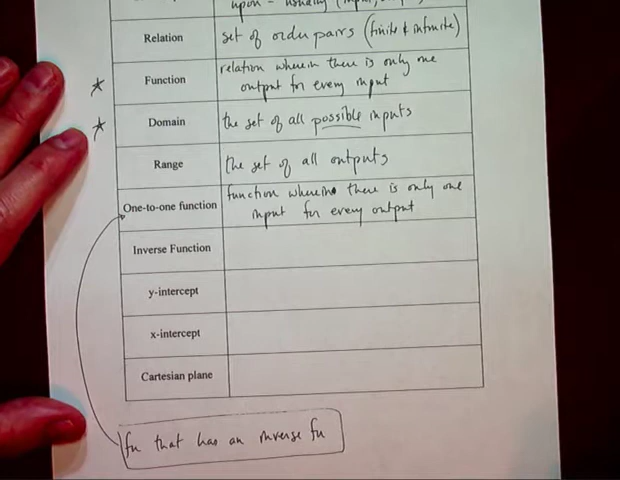 upon - usually (input,
Relation
set of order pairs (finite & infinite)
Function
relation wherein there is only one
output for every input
Domain
the set of all possible inputs
Range
the set of all outputs
One-to-one function
function wherein there is only one
input for every output
Inverse Function
y-intercept
x-intercept
Cartesian plane
fn that has an inverse fn